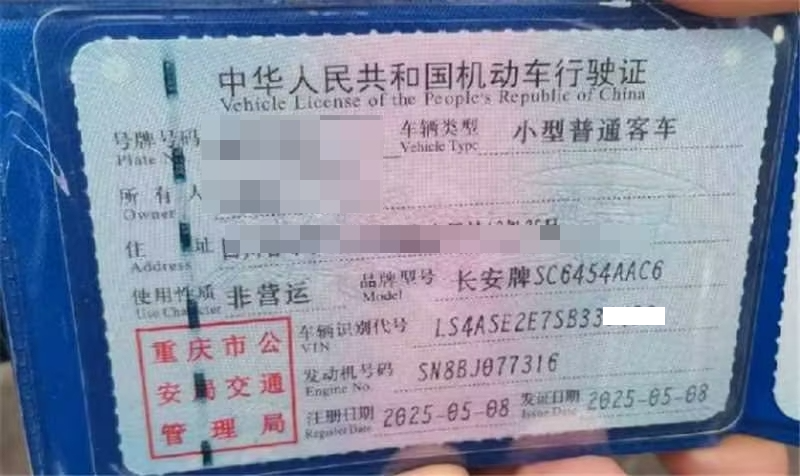 中华人民共和国机动车行驶证
Vehicle License of the People's Republic of China
号牌号码 车辆类型 小型普通客车
Plate Vehicle Type
所有人
Owner
住址
Address
使用性质 非营运 品牌型号 长安牌SC6454AAC6
Use Character Model
重庆市公安局交通管理局
车辆识别代号 LS4ASE2E7SB33
VIN
发动机号码 SN8BJ077316
Engine No.
注册日期 2025-05-08 发证日期 2025-05-08
Register Date Issue Date